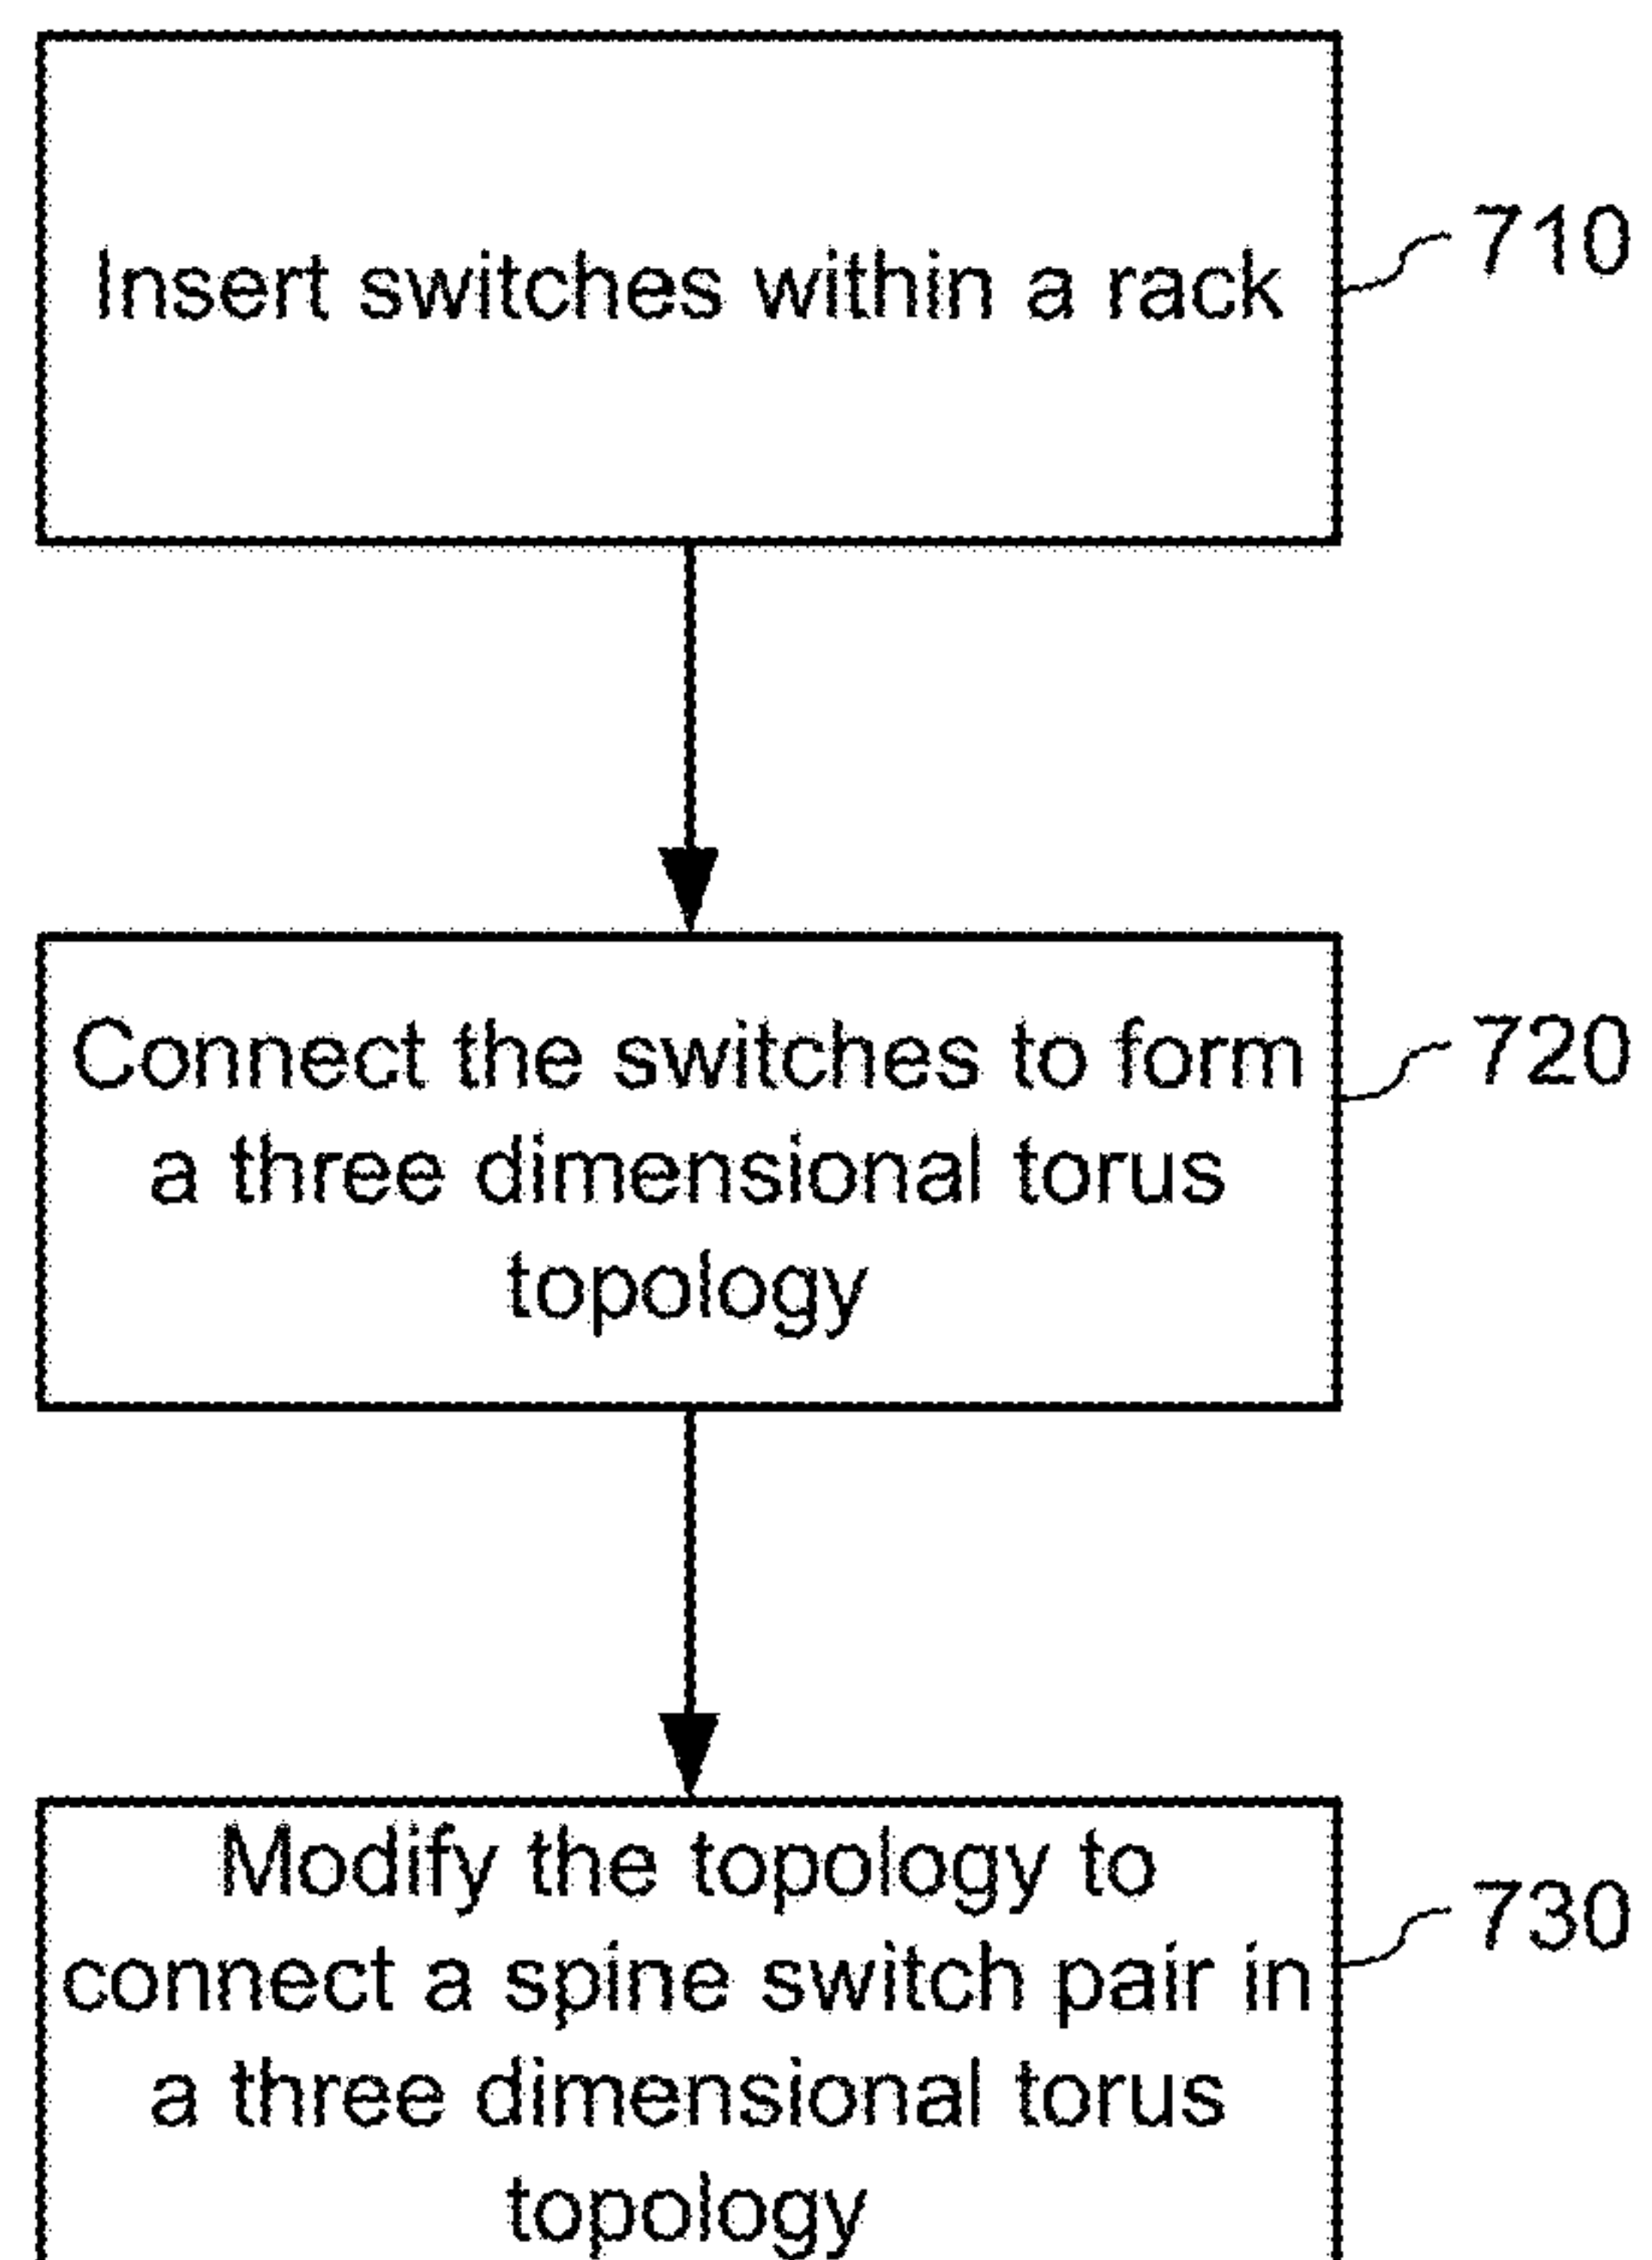 Insert switches within a rack
710
Connect the switches to form
a three dimensional torus
topology
720
Modify the topology to
connect a spine switch pair in
a three dimensional torus
topology
730